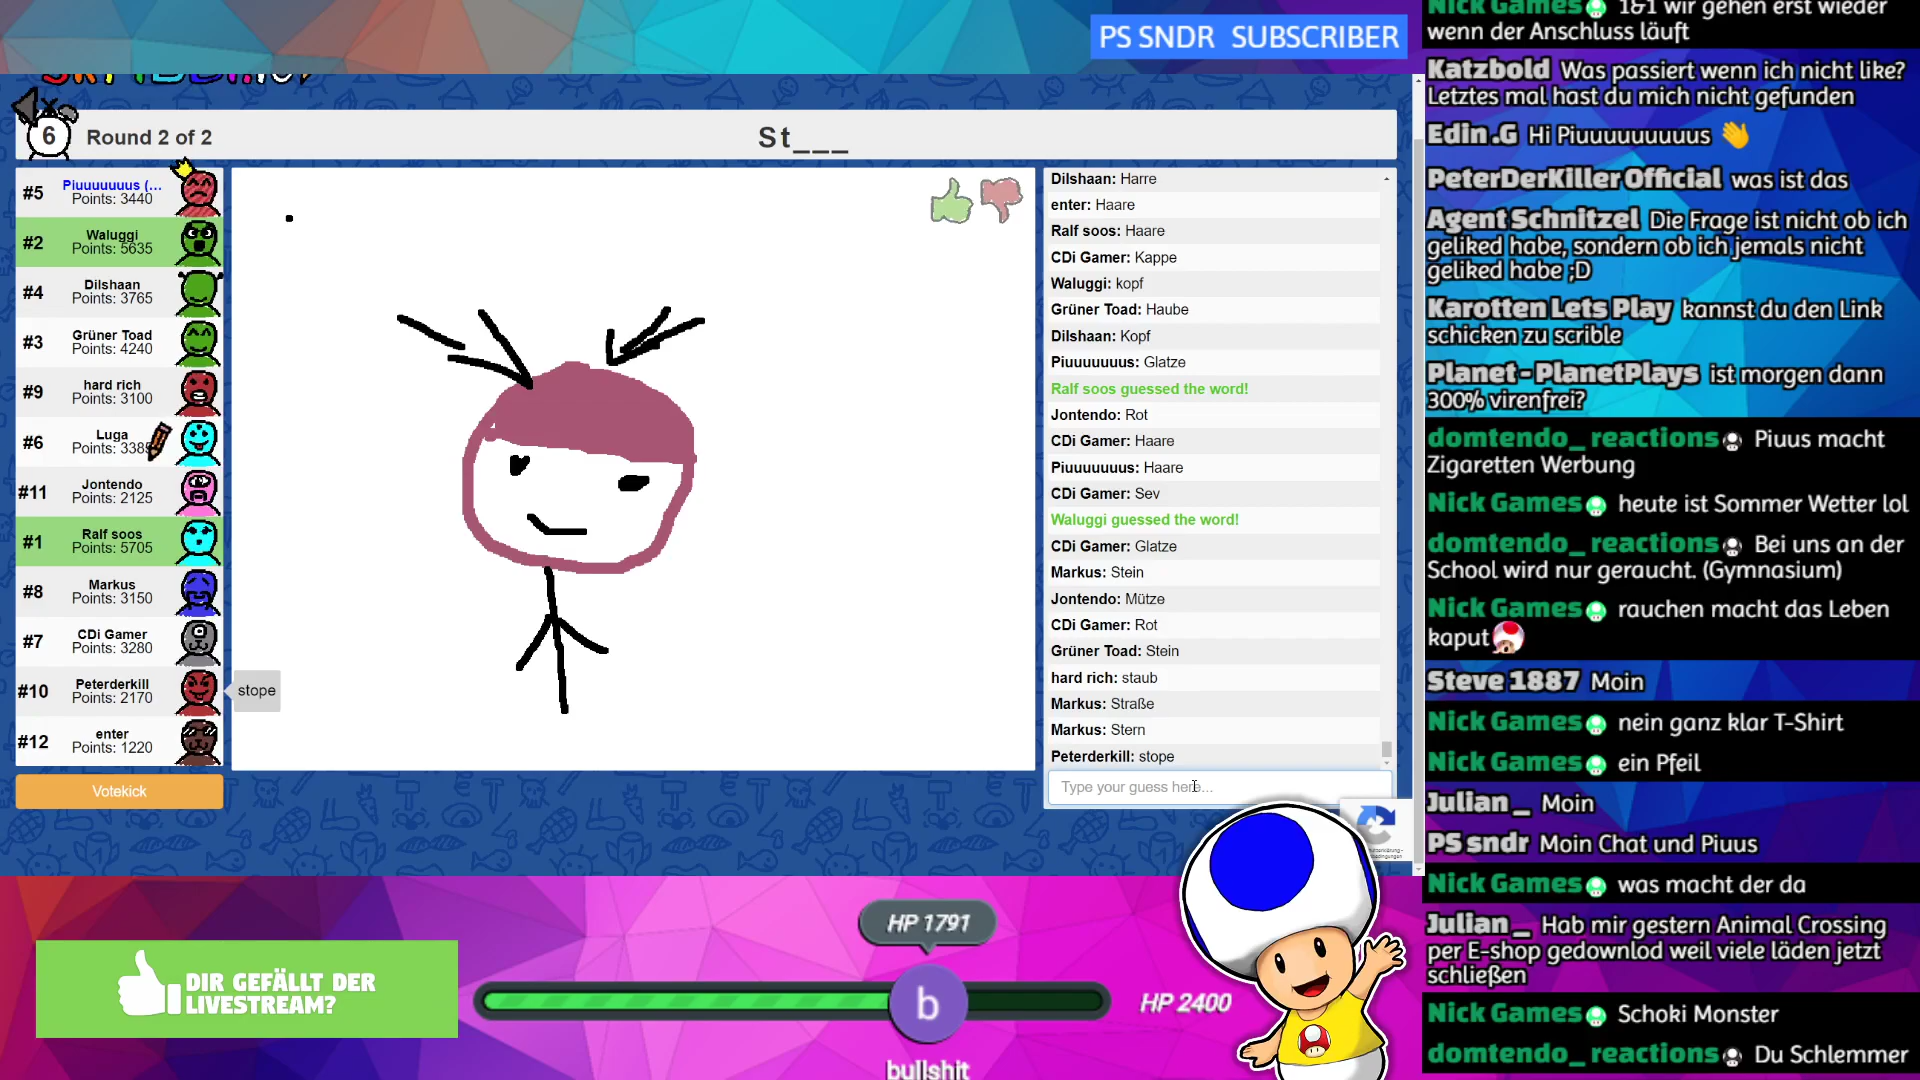 PS SNDR SUBSCRIBER
6
Round 2 of 2
St___
#5
Piuuuuuuus (...
Points: 3440
#2
Waluggi
Points: 5635
#4
Dilshaan
Points: 3765
#3
Grüner Toad
Points: 4240
#9
hard rich
Points: 3100
#6
Luga
Points: 3385
#11
Jontendo
Points: 2125
#1
Ralf soos
Points: 5705
#8
Markus
Points: 3150
#7
CDi Gamer
Points: 3280
#10
Peterderkill
Points: 2170
stope
#12
enter
Points: 1220
Votekick
Dilshaan: Harre
enter: Haare
Ralf soos: Haare
CDi Gamer: Kappe
Waluggi: kopf
Grüner Toad: Haube
Dilshaan: Kopf
Piuuuuuuus: Glatze
Ralf soos guessed the word!
Jontendo: Rot
CDi Gamer: Haare
Piuuuuuuus: Haare
CDi Gamer: Sev
Waluggi guessed the word!
CDi Gamer: Glatze
Markus: Stein
Jontendo: Mütze
CDi Gamer: Rot
Grüner Toad: Stein
hard rich: staub
Markus: Straße
Markus: Stern
Peterderkill: stope
Type your guess here...
Nick Games 1&1 wir gehen erst wieder
wenn der Anschluss läuft
Katzbold Was passiert wenn ich nicht like?
Letztes mal hast du mich nicht gefunden
Edin .G Hi Piuuuuuuuuus 👋
PeterDerKiller Official was ist das
Agent Schnitzel Die Frage ist nicht ob ich
geliked habe, sondern ob ich jemals nicht
geliked habe ;D
Karotten Lets Play kannst du den Link
schicken zu scrible
Planet - PlanetPlays ist morgen dann
300% virenfrei?
domtendo_ reactions Piuus macht
Zigaretten Werbung
Nick Games heute ist Sommer Wetter lol
domtendo_ reactions Bei uns an der
School wird nur geraucht. (Gymnasium)
Nick Games rauchen macht das Leben
kaput
Steve 1887 Moin
Nick Games nein ganz klar T-Shirt
Nick Games ein Pfeil
Julian _ Moin
PS sndr Moin Chat und Piuus
Nick Games was macht der da
Julian _ Hab mir gestern Animal Crossing
per E-shop gedownlod weil viele läden jetzt
schließen
Nick Games Schoki Monster
domtendo_ reactions Du Schlemmer
DIR GEFÄLLT DER
LIVESTREAM?
HP 1791
b
HP 2400
bullshit